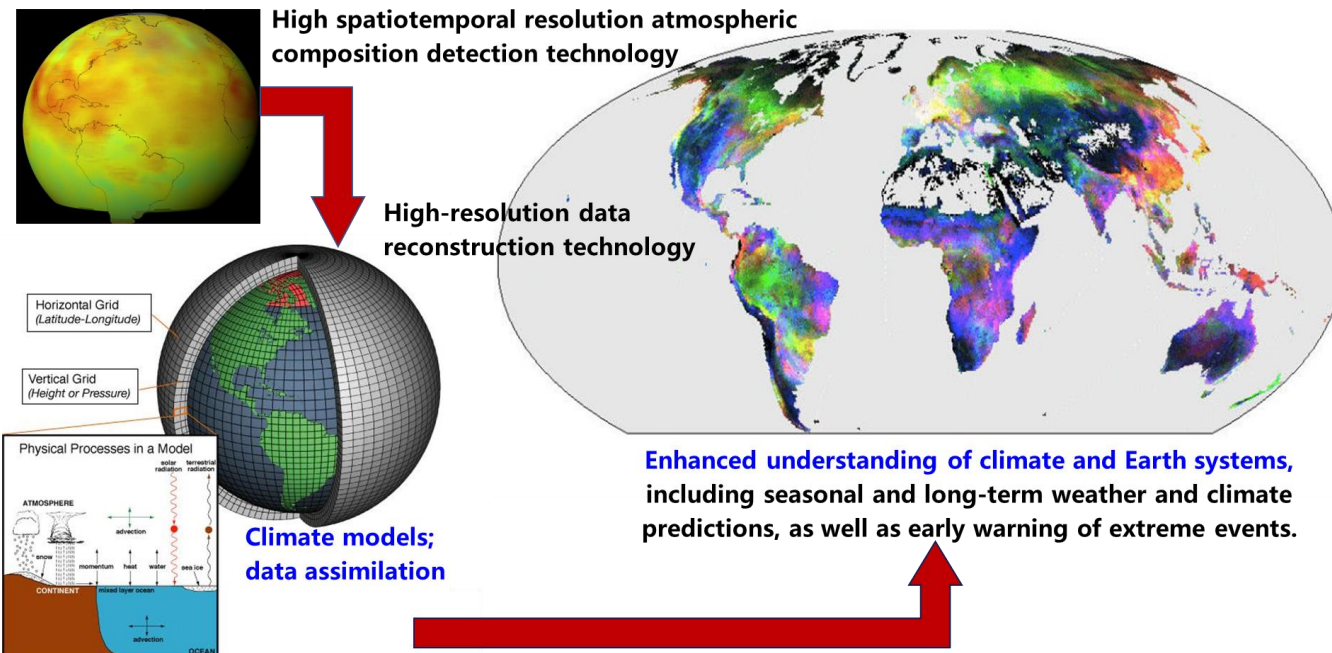 High spatiotemporal resolution atmospheric
composition detection technology
High-resolution data
reconstruction technology
Horizontal Grid
(Latitude-Longitude)
Vertical Grid
(Height or Pressure)
Physical Processes in a Model
solar
radiation
terrestrial
radiation
ATMOSPHERE
advection
snow
momentum
heat
water
sea ice
CONTINENT
mixed layer ocean
advection
OCEAN
Climate models;
data assimilation
Enhanced understanding of climate and Earth systems,
including seasonal and long-term weather and climate
predictions, as well as early warning of extreme events.